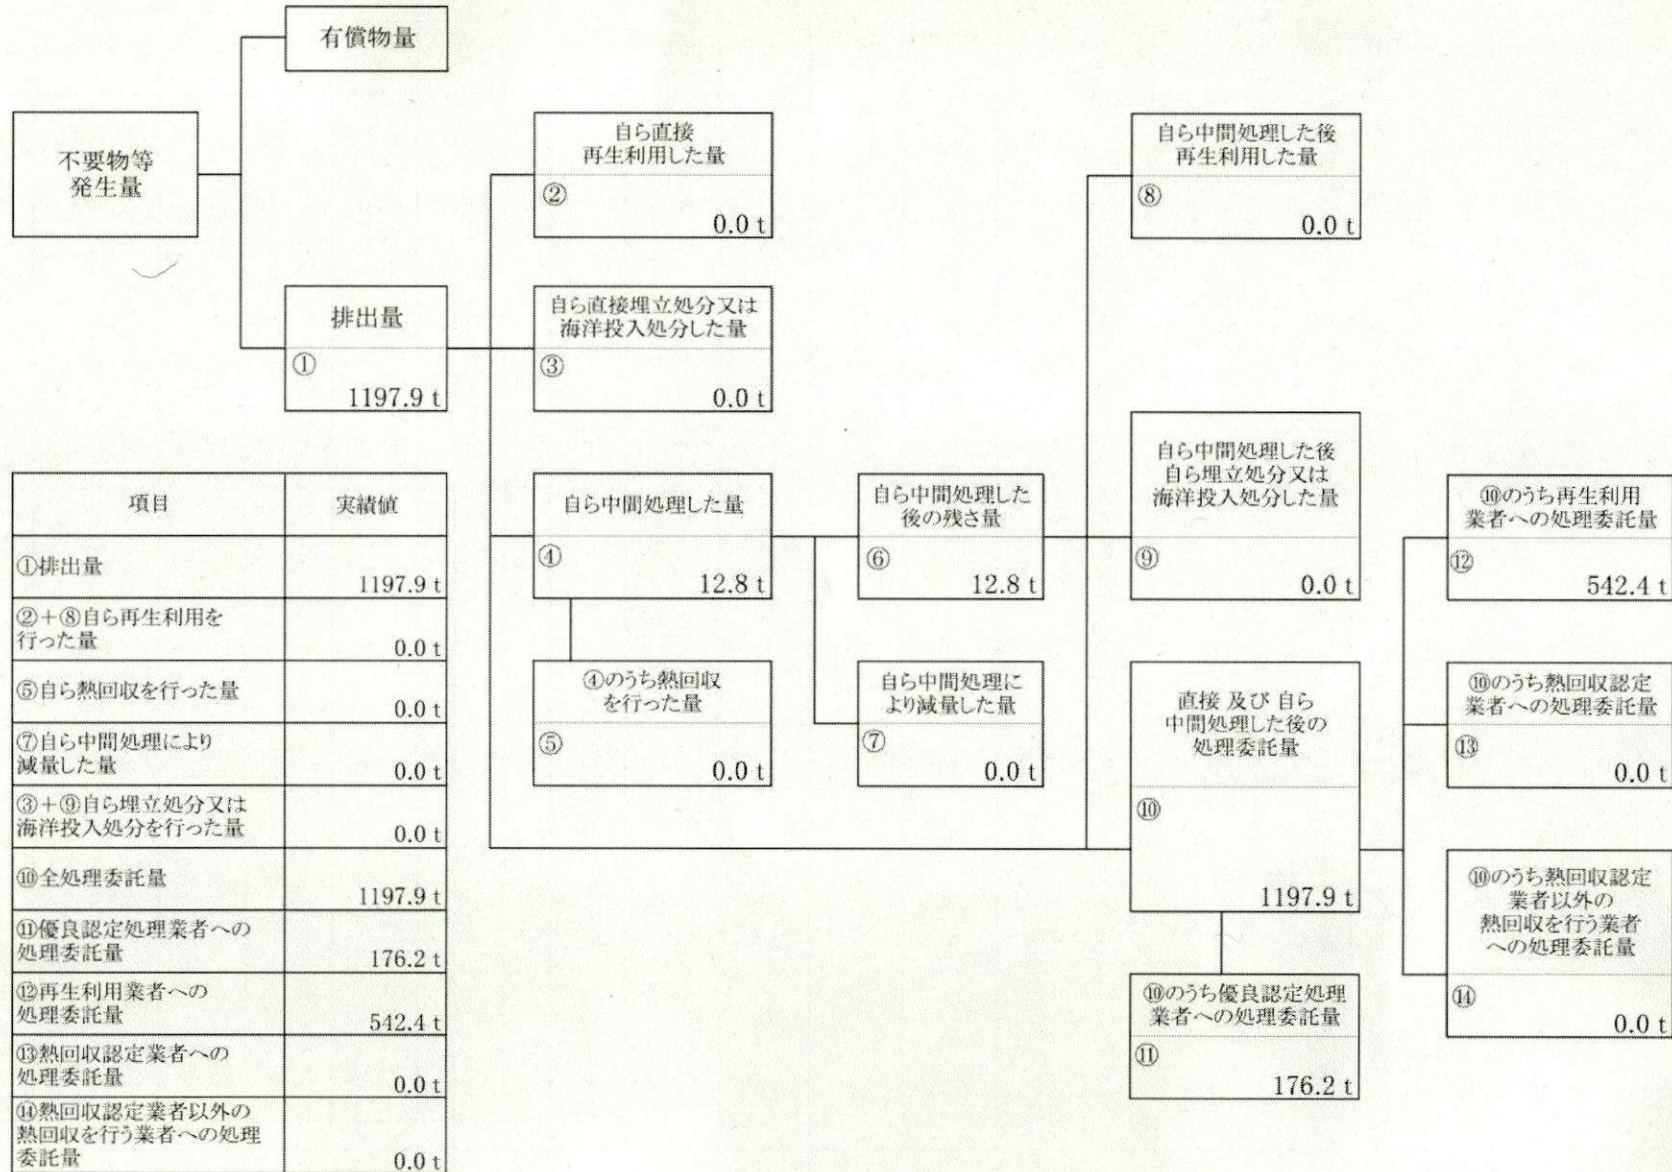 有償物量
不要物等
発生量
排出量
①
1197.9 t
自ら直接
再生利用した量
②
0.0 t
自ら直接埋立処分又は
海洋投入処分した量
③
0.0 t
自ら中間処理した量
④
12.8 t
④のうち熱回収
を行った量
⑤
0.0 t
自ら中間処理した
後の残さ量
⑥
12.8 t
自ら中間処理に
より減量した量
⑦
0.0 t
自ら中間処理した後
再生利用した量
⑧
0.0 t
自ら中間処理した後
自ら埋立処分又は
海洋投入処分した量
⑨
0.0 t
直接 及び 自ら
中間処理した後の
処理委託量
⑩
1197.9 t
⑩のうち優良認定処理
業者への処理委託量
⑪
176.2 t
⑩のうち再生利用
業者への処理委託量
⑫
542.4 t
⑩のうち熱回収認定
業者への処理委託量
⑬
0.0 t
⑩のうち熱回収認定
業者以外の
熱回収を行う業者
への処理委託量
⑭
0.0 t
項目 実績値
①排出量
1197.9 t
②+⑧自ら再生利用を
行った量
0.0 t
⑤自ら熱回収を行った量
0.0 t
⑦自ら中間処理により
減量した量
0.0 t
③+⑨自ら埋立処分又は
海洋投入処分を行った量
0.0 t
⑩全処理委託量
1197.9 t
⑪優良認定処理業者への
処理委託量
176.2 t
⑫再生利用業者への
処理委託量
542.4 t
⑬熱回収認定業者への
処理委託量
0.0 t
⑭熱回収認定業者以外の
熱回収を行う業者への処理
委託量
0.0 t